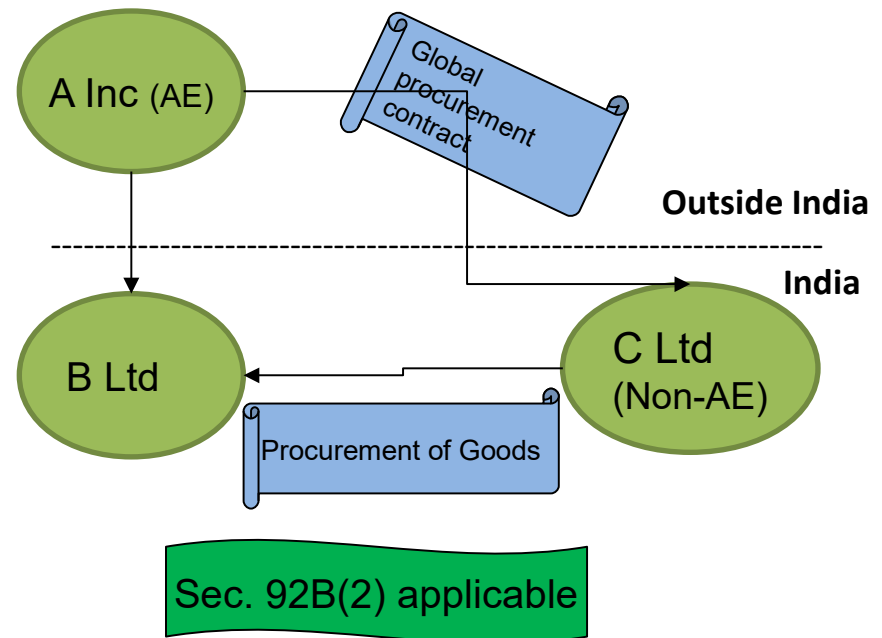 A Inc (AE)
Global
procurement
contract
Outside India
India
B Ltd
C Ltd
(Non-AE)
Procurement of Goods
Sec. 92B(2) applicable